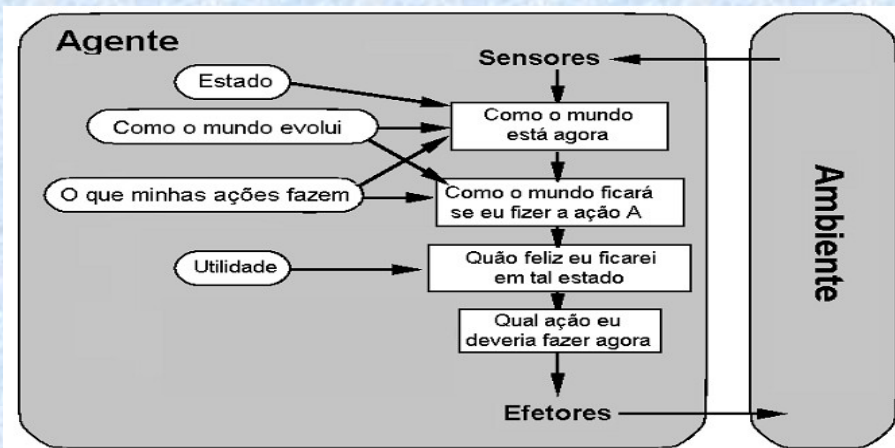 Agente
Sensores
Estado
Como o mundo evolui
Como o mundo
está agora
O que minhas ações fazem
Como o mundo ficará
se eu fizer a ação A
Utilidade
Quão feliz eu ficarei
em tal estado
Qual ação eu
deveria fazer agora
Efetores
Ambiente